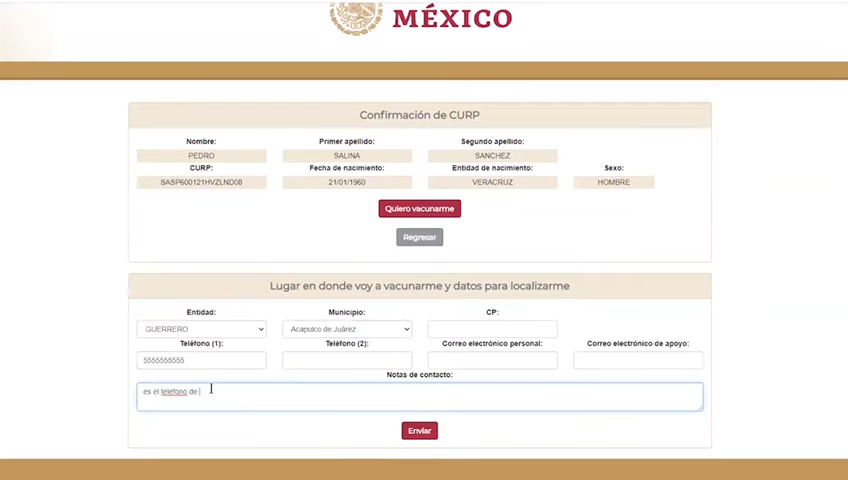 MÉXICO
Confirmación de CURP
Nombre: Primer apellido: Segundo apellido:
PEDRO SALINA SANCHEZ
CURP: Fecha de nacimiento: Entidad de nacimiento: Sexo:
SASP600121HVZLND08 21/01/1960 VERACRUZ HOMBRE
Quiero vacunarme
Regresar
Lugar en donde voy a vacunarme y datos para localizarme
Entidad: Municipio: CP:
GUERRERO Acapulco de Juárez
Teléfono (1): Teléfono (2): Correo electrónico personal: Correo electrónico de apoyo:
5555555555
Notas de contacto:
es el telefono de
Enviar